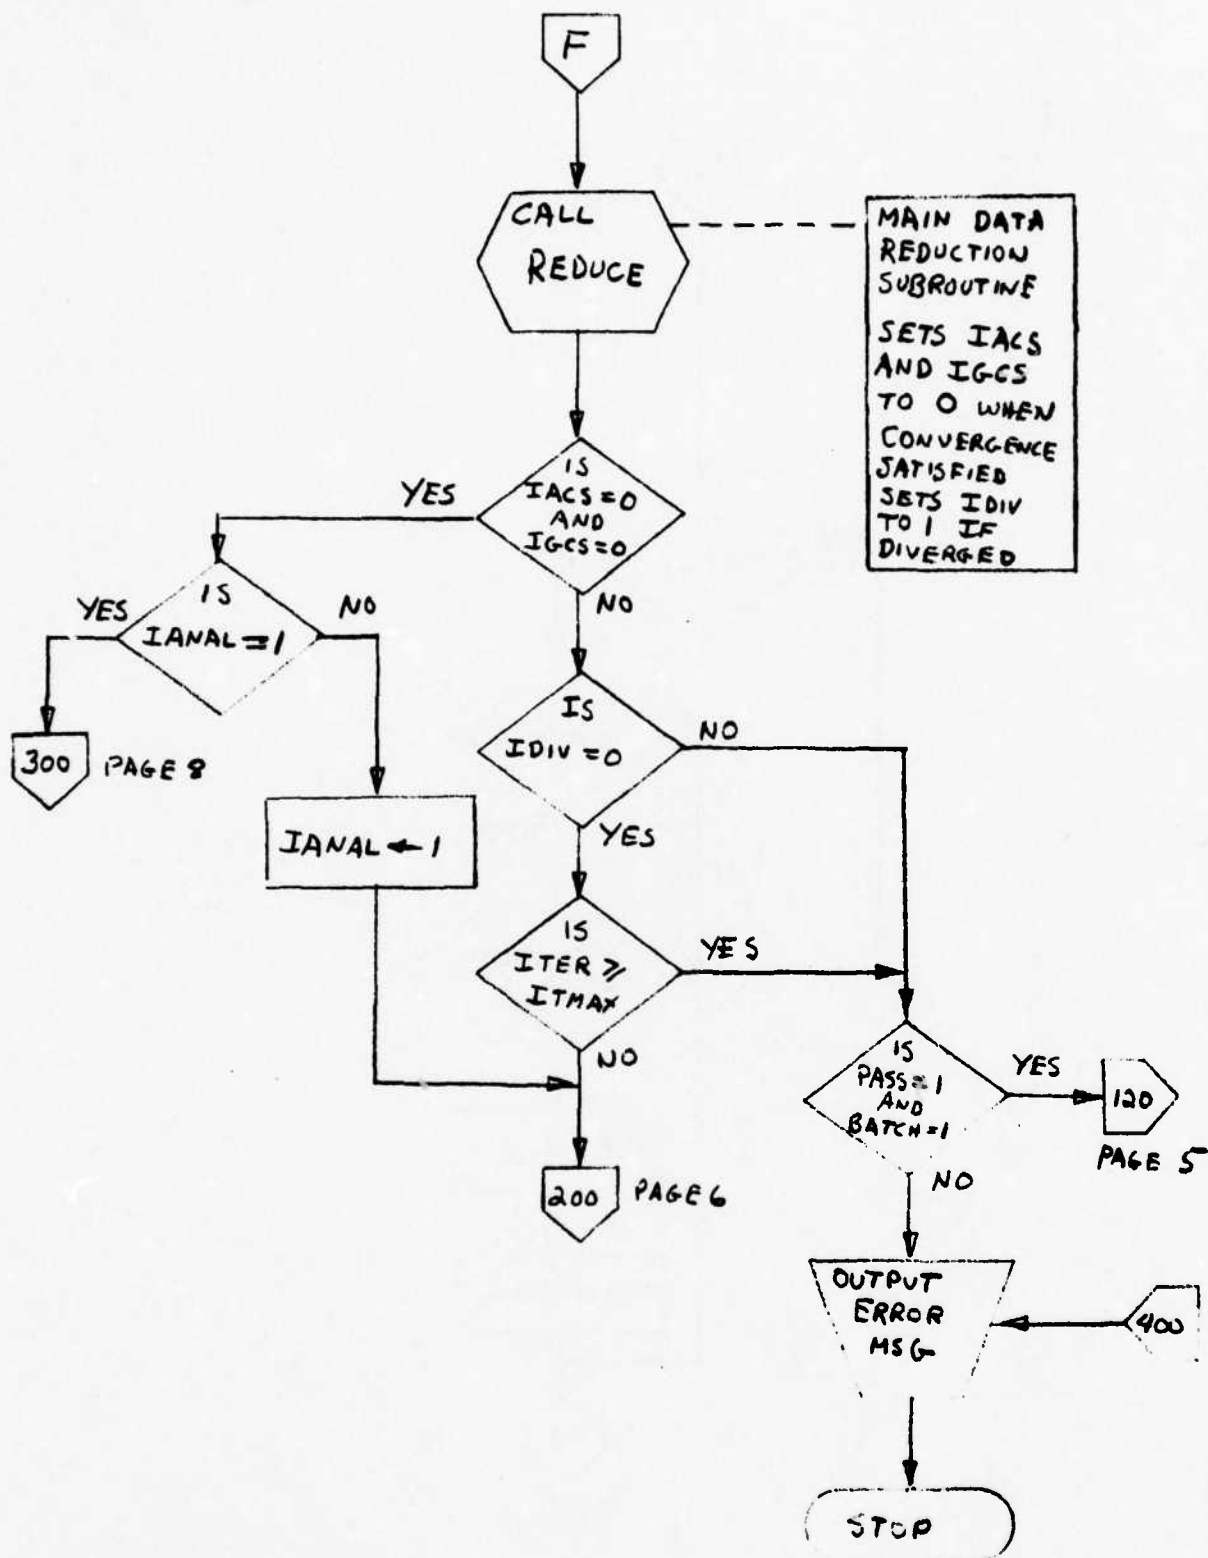 F
CALL
REDUCE
MAIN DATA
REDUCTION
SUBROUTINE
SETS IACS
AND IGCS
TO 0 WHEN
CONVERGENCE
SATISFIED
SETS IDIV
TO 1 IF
DIVERGED
IS
IACS = 0
AND
IGCS = 0
YES
NO
IS
IANAL = 1
YES
NO
300 PAGE 8
IANAL ← 1
IS
IDIV = 0
NO
YES
IS
ITER ≥
ITMAX
YES
NO
200 PAGE 6
IS
PASS = 1
AND
BATCH = 1
YES
120
PAGE 5
NO
OUTPUT
ERROR
MSG
400
STOP